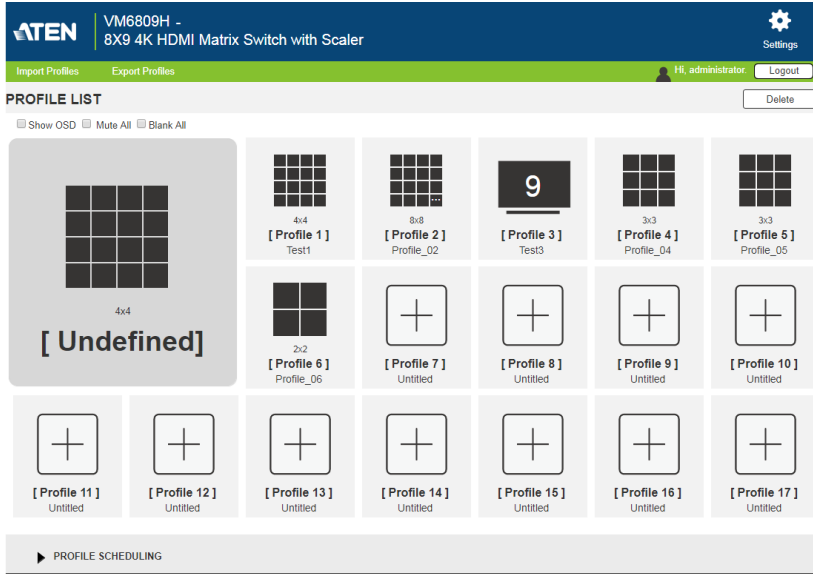 ATEN
VM6809H -
8X9 4K HDMI Matrix Switch with Scaler
Settings
Import Profiles Export Profiles Hi, administrator. Logout
PROFILE LIST Delete
Show OSD Mute All Blank All
4x4
[ Undefined]
4x4
[ Profile 1 ]
Test1
8x8
[ Profile 2 ]
Profile_02
9
[ Profile 3 ]
Test3
3x3
[ Profile 4 ]
Profile_04
3x3
[ Profile 5 ]
Profile_05
2x2
[ Profile 6 ]
Profile_06
[ Profile 7 ]
Untitled
[ Profile 8 ]
Untitled
[ Profile 9 ]
Untitled
[ Profile 10 ]
Untitled
[ Profile 11 ]
Untitled
[ Profile 12 ]
Untitled
[ Profile 13 ]
Untitled
[ Profile 14 ]
Untitled
[ Profile 15 ]
Untitled
[ Profile 16 ]
Untitled
[ Profile 17 ]
Untitled
PROFILE SCHEDULING